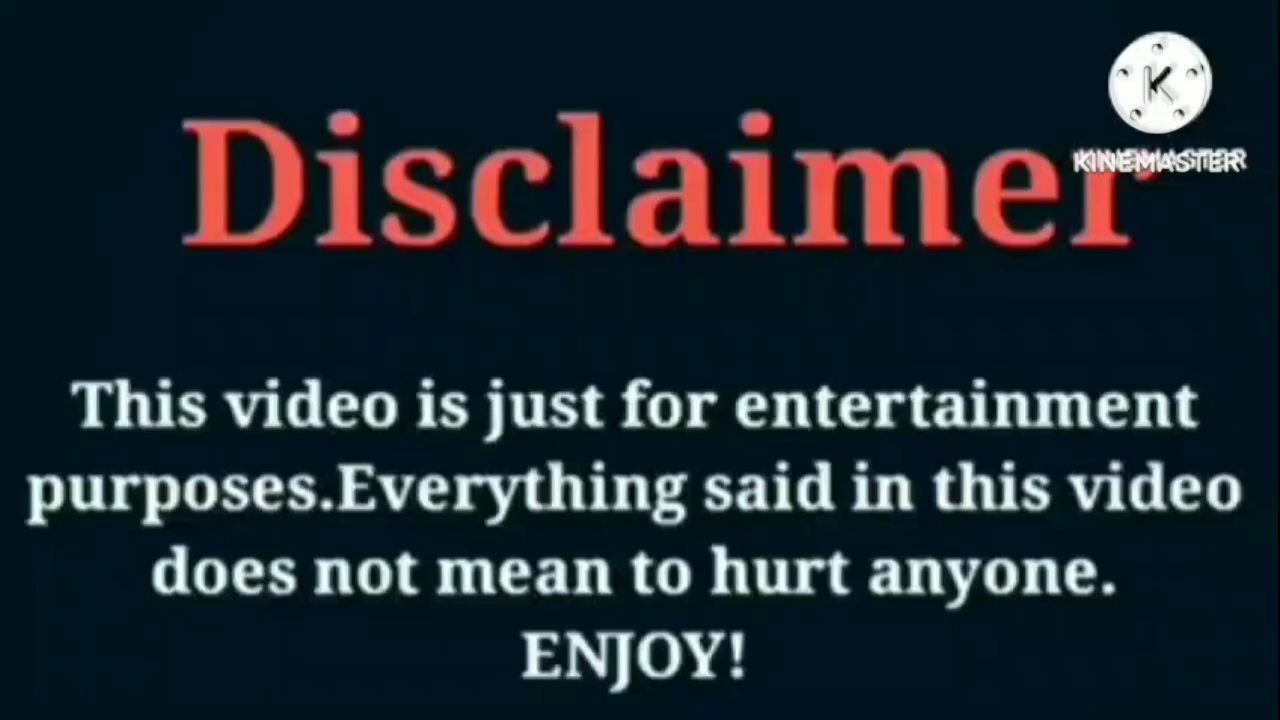 K
KINEMASTER
Disclaimer
This video is just for entertainment
purposes.Everything said in this video
does not mean to hurt anyone.
ENJOY!